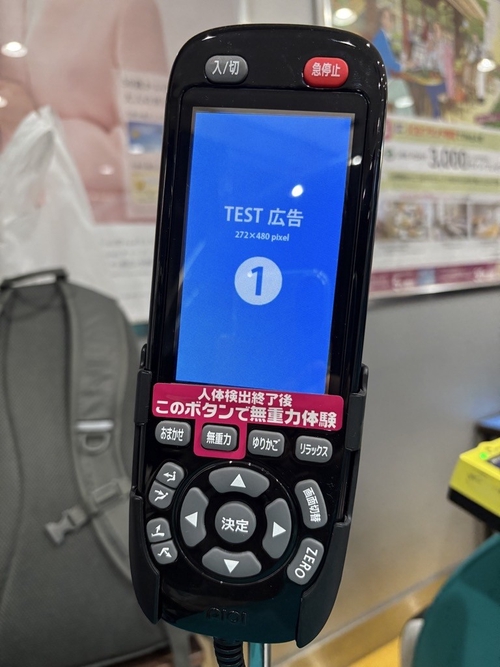 3,000
入/切
急停止
TEST 広告
272×480 pixel
1
人体検出終了後
このボタンで無重力体験
おまかせ
無重力
ゆりかご
リラックス
画面切替
決定
ZERO